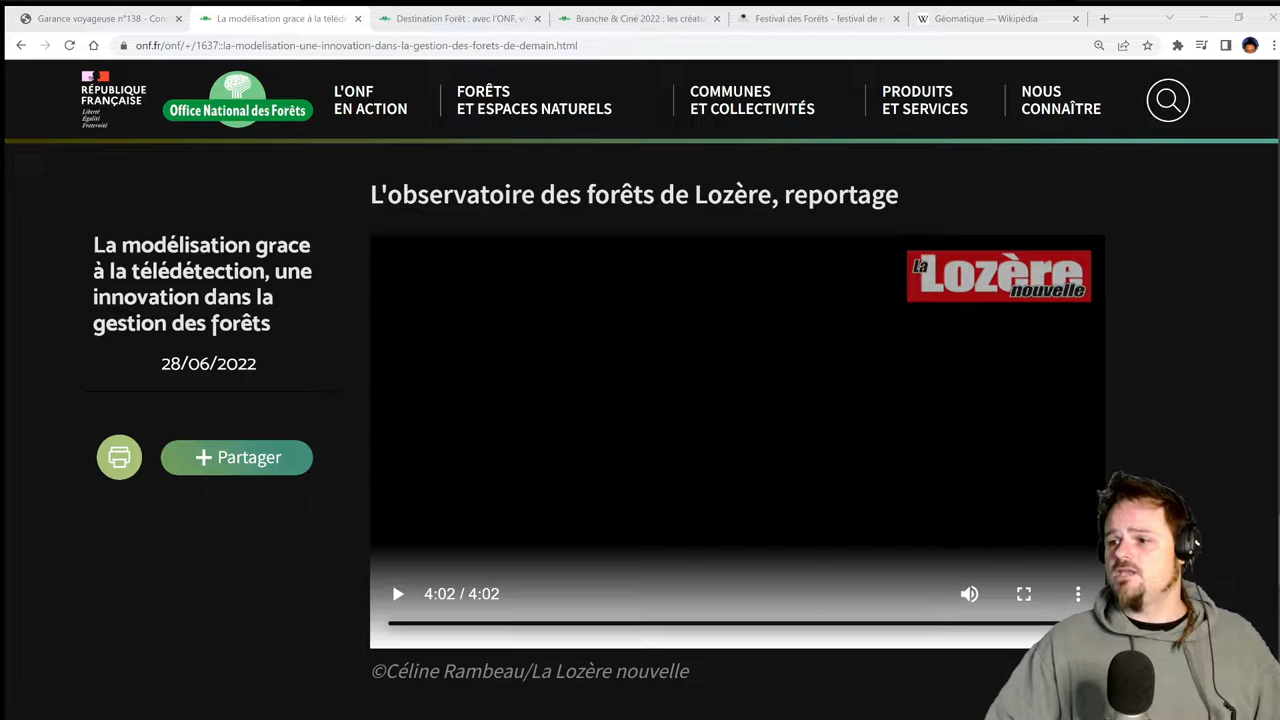 Garance voyageuse n°138 - Con
La modélisation grace à la téléde
Destination Forêt : avec l'ONF, v
Branche & Ciné 2022 : les créatu
Festival des Forêts - festival de n
W Géomatique — Wikipédia
onf.fr/onf/+/1637::la-modelisation-une-innovation-dans-la-gestion-des-forets-de-demain.html
RÉPUBLIQUE
FRANÇAISE
Liberté
Égalité
Fraternité
Office National des Forêts
L'ONF
EN ACTION
FORÊTS
ET ESPACES NATURELS
COMMUNES
ET COLLECTIVITÉS
PRODUITS
ET SERVICES
NOUS
CONNAÎTRE
L'observatoire des forêts de Lozère, reportage
La modélisation grace
à la télédétection, une
innovation dans la
gestion des forêts
28/06/2022
+ Partager
La Lozère
nouvelle
4:02 / 4:02
©Céline Rambeau/La Lozère nouvelle